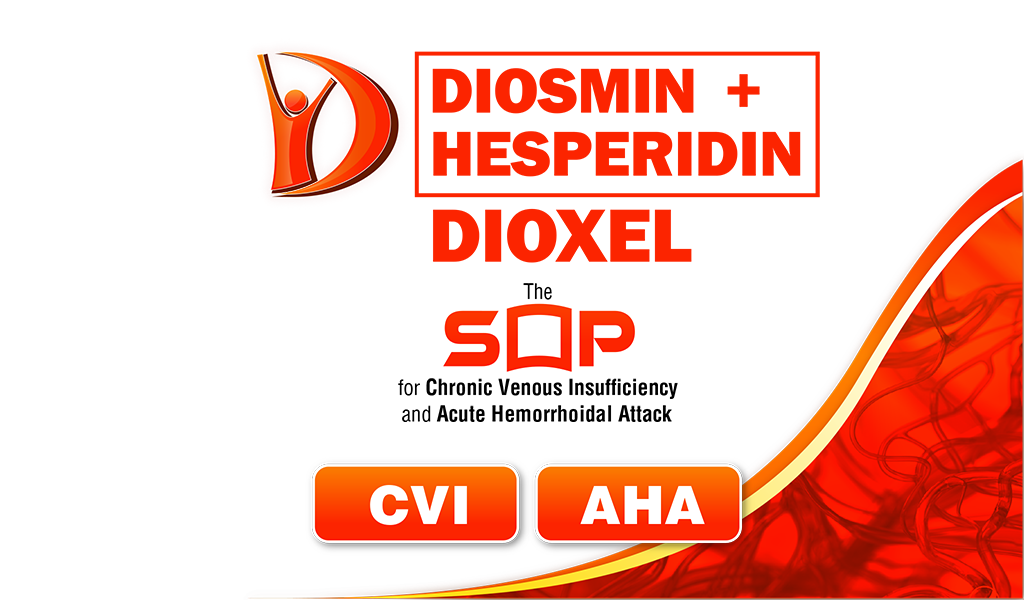 DIOSMIN +
HESPERIDIN
DIOXEL
The
SOP
for Chronic Venous Insufficiency
and Acute Hemorrhoidal Attack
CVI
AHA